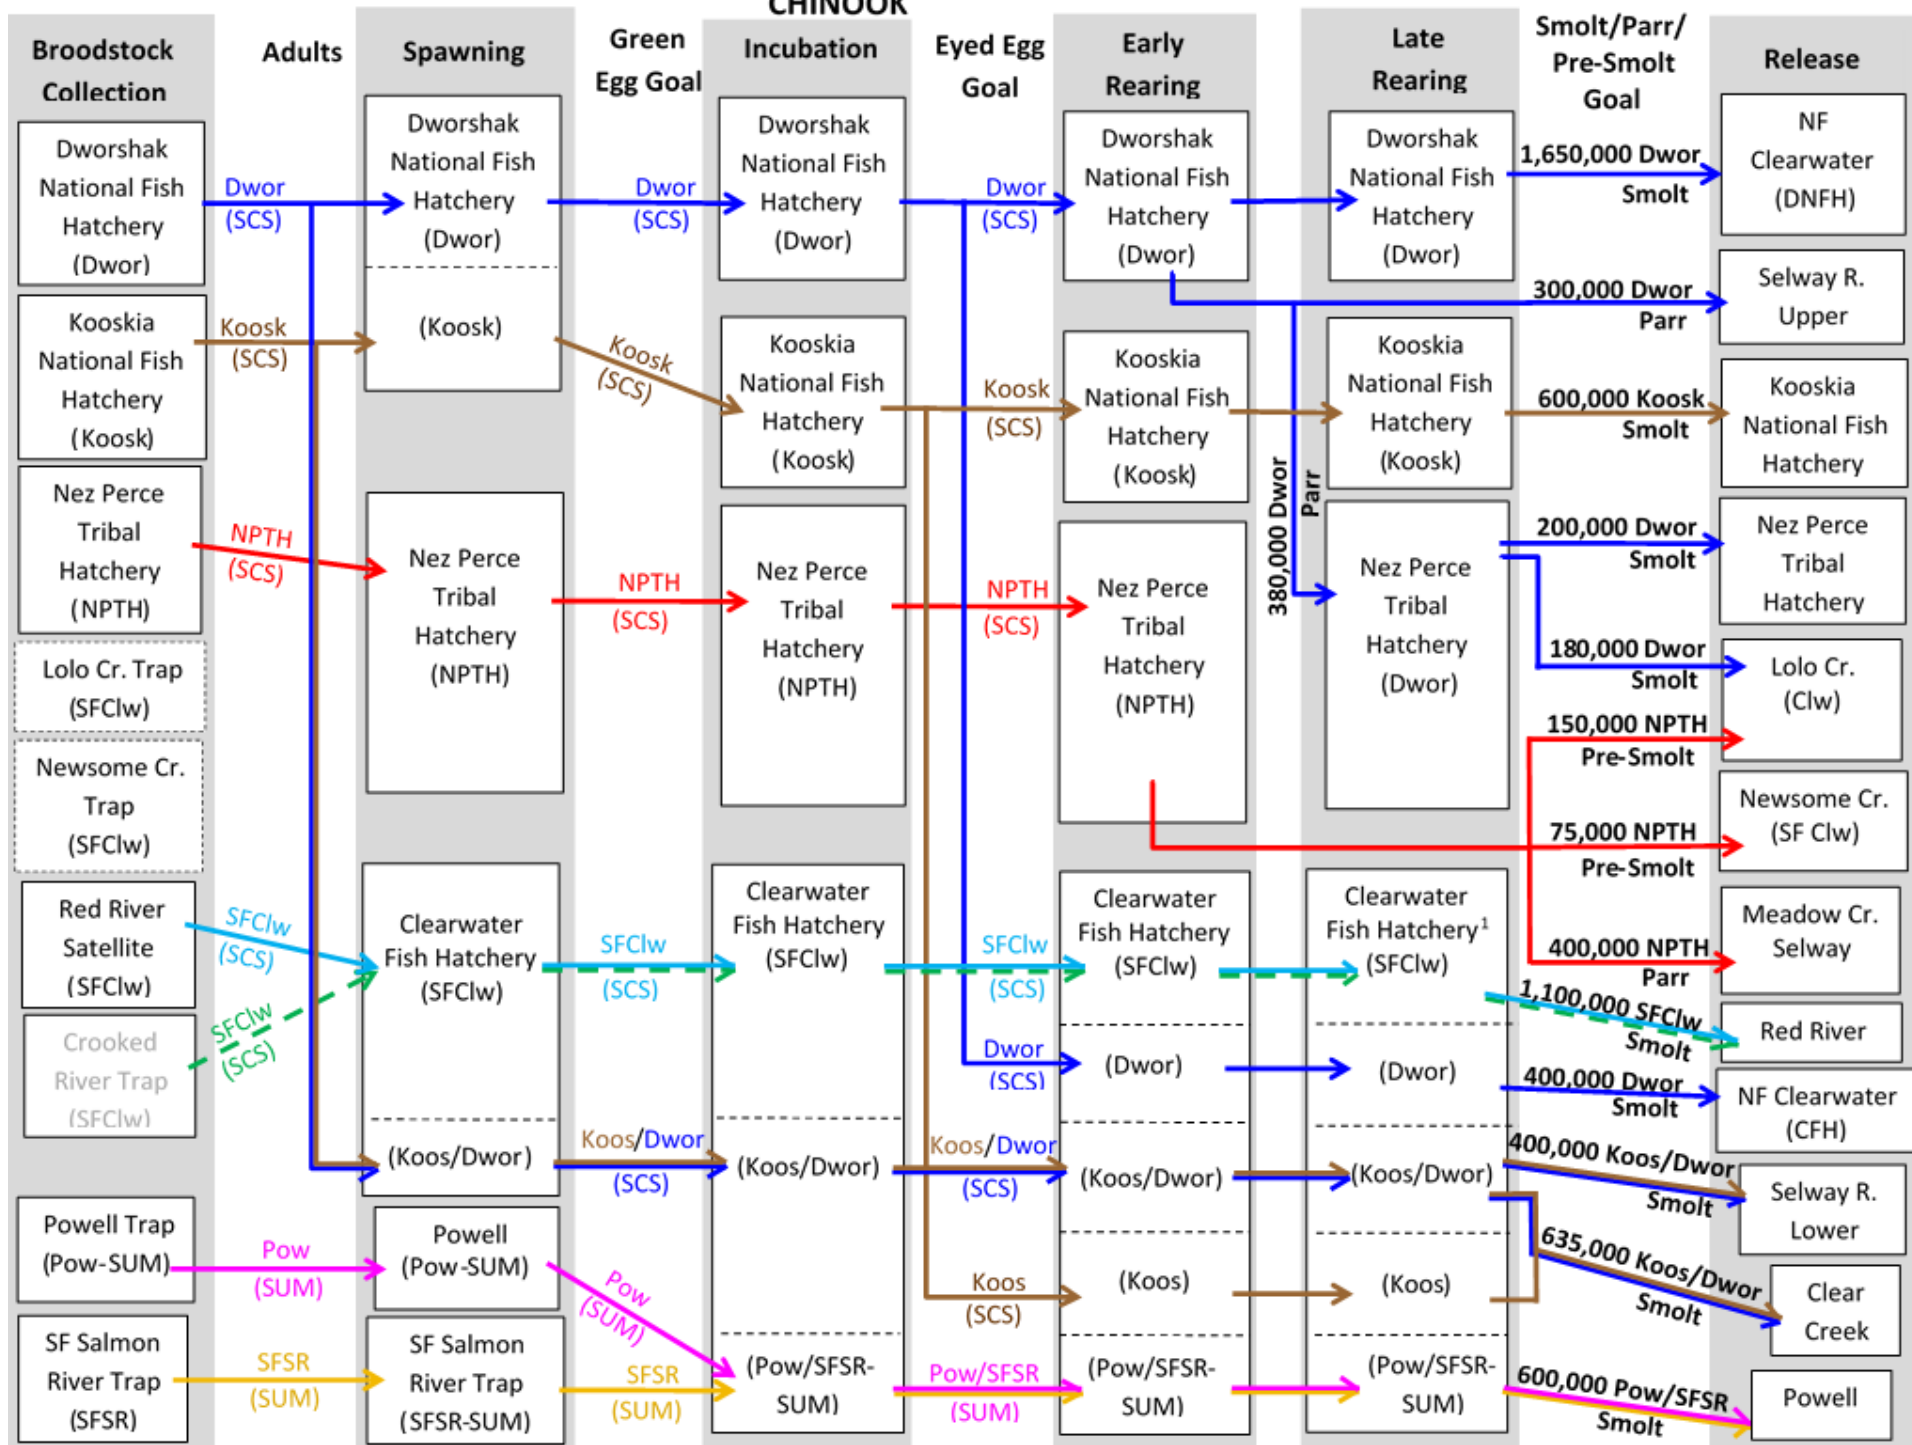 CHINOOK
Broodstock
Collection
Adults
Spawning
Green
Egg Goal
Incubation
Eyed Egg
Goal
Early
Rearing
Late
Rearing
Smolt/Parr/
Pre-Smolt
Goal
Release
Dworshak
National Fish
Hatchery
(Dwor)
Kooskia
National Fish
Hatchery
(Koosk)
Nez Perce
Tribal
Hatchery
(NPTH)
Lolo Cr. Trap
(SFClw)
Newsome Cr.
Trap
(SFClw)
Red River
Satellite
(SFClw)
Crooked
River Trap
(SFClw)
Powell Trap
(Pow-SUM)
SF Salmon
River Trap
(SFSR)
Dwor
(SCS)
Koosk
(SCS)
NPTH
(SCS)
SFClw
(SCS)
SFClw
(SCS)
Pow
(SUM)
SFSR
(SUM)
Dworshak
National Fish
Hatchery
(Dwor)
(Koosk)
Nez Perce
Tribal
Hatchery
(NPTH)
Clearwater
Fish Hatchery
(SFClw)
(Koos/Dwor)
Powell
(Pow-SUM)
SF Salmon
River Trap
(SFSR-SUM)
Dwor
(SCS)
Koosk
(SCS)
NPTH
(SCS)
SFClw
(SCS)
Koos/Dwor
(SCS)
Pow
(SUM)
SFSR
(SUM)
Dworshak
National Fish
Hatchery
(Dwor)
Kooskia
National Fish
Hatchery
(Koosk)
Nez Perce
Tribal
Hatchery
(NPTH)
Clearwater
Fish Hatchery
(SFClw)
(Koos/Dwor)
(Pow/SFSR-
SUM)
Dwor
(SCS)
Koosk
(SCS)
NPTH
(SCS)
SFClw
(SCS)
Dwor
(SCS)
Koos/Dwor
(SCS)
Koos
(SCS)
Pow/SFSR
(SUM)
Dworshak
National Fish
Hatchery
(Dwor)
Kooskia
National Fish
Hatchery
(Koosk)
Nez Perce
Tribal
Hatchery
(NPTH)
Clearwater
Fish Hatchery
(SFClw)
(Dwor)
(Koos/Dwor)
(Koos)
(Pow/SFSR-
SUM)
380,000 Dwor
Parr
Dworshak
National Fish
Hatchery
(Dwor)
Kooskia
National Fish
Hatchery
(Koosk)
Nez Perce
Tribal
Hatchery
(Dwor)
Clearwater
Fish Hatchery¹
(SFClw)
(Dwor)
(Koos/Dwor)
(Koos)
(Pow/SFSR-
SUM)
1,650,000 Dwor
Smolt
300,000 Dwor
Parr
600,000 Koosk
Smolt
200,000 Dwor
Smolt
180,000 Dwor
Smolt
150,000 NPTH
Pre-Smolt
75,000 NPTH
Pre-Smolt
400,000 NPTH
Parr
1,100,000 SFClw
Smolt
400,000 Dwor
Smolt
400,000 Koos/Dwor
Smolt
635,000 Koos/Dwor
Smolt
600,000 Pow/SFSR
Smolt
NF
Clearwater
(DNFH)
Selway R.
Upper
Kooskia
National Fish
Hatchery
Nez Perce
Tribal
Hatchery
Lolo Cr.
(Clw)
Newsome Cr.
(SF Clw)
Meadow Cr.
Selway
Red River
NF Clearwater
(CFH)
Selway R.
Lower
Clear
Creek
Powell